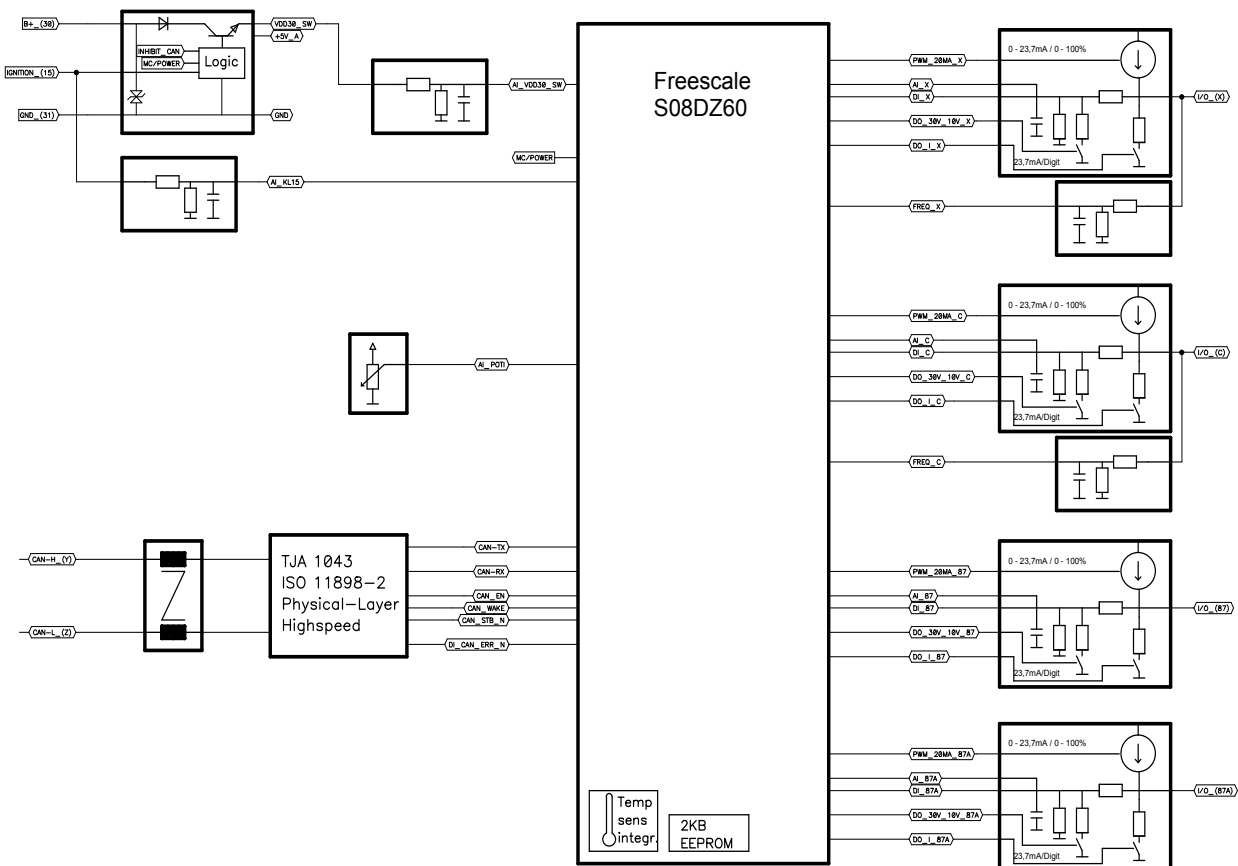 B+_(30)
IGNITION_(15)
GND_(31)
INHIBIT_CAN
MC/POWER
Logic
VDD30_SW
+5V_A
GND
AI_VDD30_SW
MC/POWER
AI_KL15
AI_POTI
CAN-H_(Y)
CAN-L_(Z)
TJA 1043
ISO 11898-2
Physical-Layer
Highspeed
CAN-TX
CAN-RX
CAN_EN
CAN_WAKE
CAN_STB_N
DI_CAN_ERR_N
Freescale
S08DZ60
Temp
sens
integr.
2KB
EEPROM
PWM_20MA_X
AI_X
DI_X
DO_30V_10V_X
DO_I_X
FREQ_X
0 - 23,7mA / 0 - 100%
23,7mA/Digit
I/O_(X)
PWM_20MA_C
AI_C
DI_C
DO_30V_10V_C
DO_I_C
FREQ_C
0 - 23,7mA / 0 - 100%
23,7mA/Digit
I/O_(C)
PWM_20MA_87
AI_87
DI_87
DO_30V_10V_87
DO_I_87
0 - 23,7mA / 0 - 100%
23,7mA/Digit
I/O_(87)
PWM_20MA_87A
AI_87A
DI_87A
DO_30V_10V_87A
DO_I_87A
0 - 23,7mA / 0 - 100%
23,7mA/Digit
I/O_(87A)